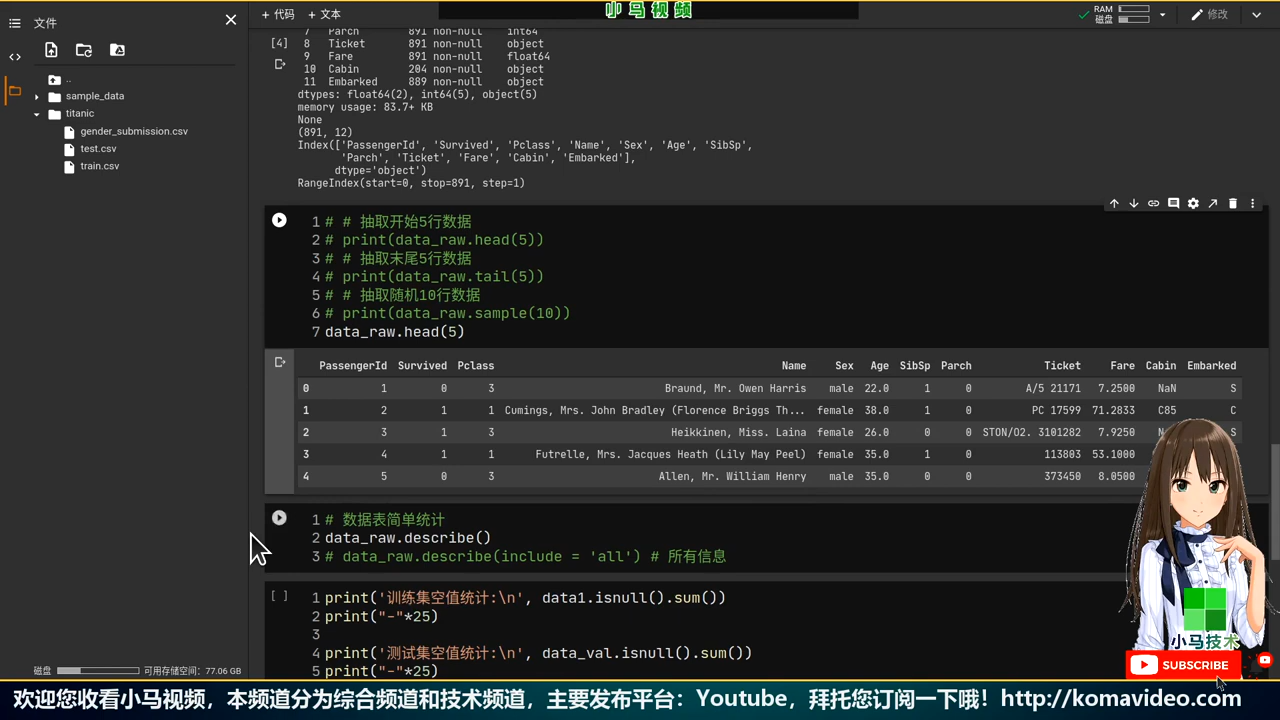 小马视频
文件
+ 代码 + 文本
RAM
磁盘
修改
..
sample_data
titanic
gender_submission.csv
test.csv
train.csv
磁盘 可用存储空间: 77.06 GB
[4]
7 Parch 891 non-null int64
8 Ticket 891 non-null object
9 Fare 891 non-null float64
10 Cabin 204 non-null object
11 Embarked 889 non-null object
dtypes: float64(2), int64(5), object(5)
memory usage: 83.7+ KB
None
(891, 12)
Index(['PassengerId', 'Survived', 'Pclass', 'Name', 'Sex', 'Age', 'SibSp',
'Parch', 'Ticket', 'Fare', 'Cabin', 'Embarked'],
dtype='object')
RangeIndex(start=0, stop=891, step=1)
1 # # 抽取开始5行数据
2 # print(data_raw.head(5))
3 # # 抽取末尾5行数据
4 # print(data_raw.tail(5))
5 # # 抽取随机10行数据
6 # print(data_raw.sample(10))
7 data_raw.head(5)
PassengerId Survived Pclass Name Sex Age SibSp Parch Ticket Fare Cabin Embarked
0 1 0 3 Braund, Mr. Owen Harris male 22.0 1 0 A/5 21171 7.2500 NaN S
1 2 1 1 Cumings, Mrs. John Bradley (Florence Briggs Th... female 38.0 1 0 PC 17599 71.2833 C85 C
2 3 1 3 Heikkinen, Miss. Laina female 26.0 0 0 STON/O2. 3101282 7.9250 S
3 4 1 1 Futrelle, Mrs. Jacques Heath (Lily May Peel) female 35.0 1 0 113803 53.1000
4 5 0 3 Allen, Mr. William Henry male 35.0 0 0 373450 8.0500
1 # 数据表简单统计
2 data_raw.describe()
3 # data_raw.describe(include = 'all') # 所有信息
[ ]
1 print('训练集空值统计:\n', data1.isnull().sum())
2 print("-"*25)
3
4 print('测试集空值统计:\n', data_val.isnull().sum())
5 print("-"*25)
小马技术
SUBSCRIBE
欢迎您收看小马视频，本频道分为综合频道和技术频道，主要发布平台：Youtube，拜托您订阅一下哦！http://komavideo.com